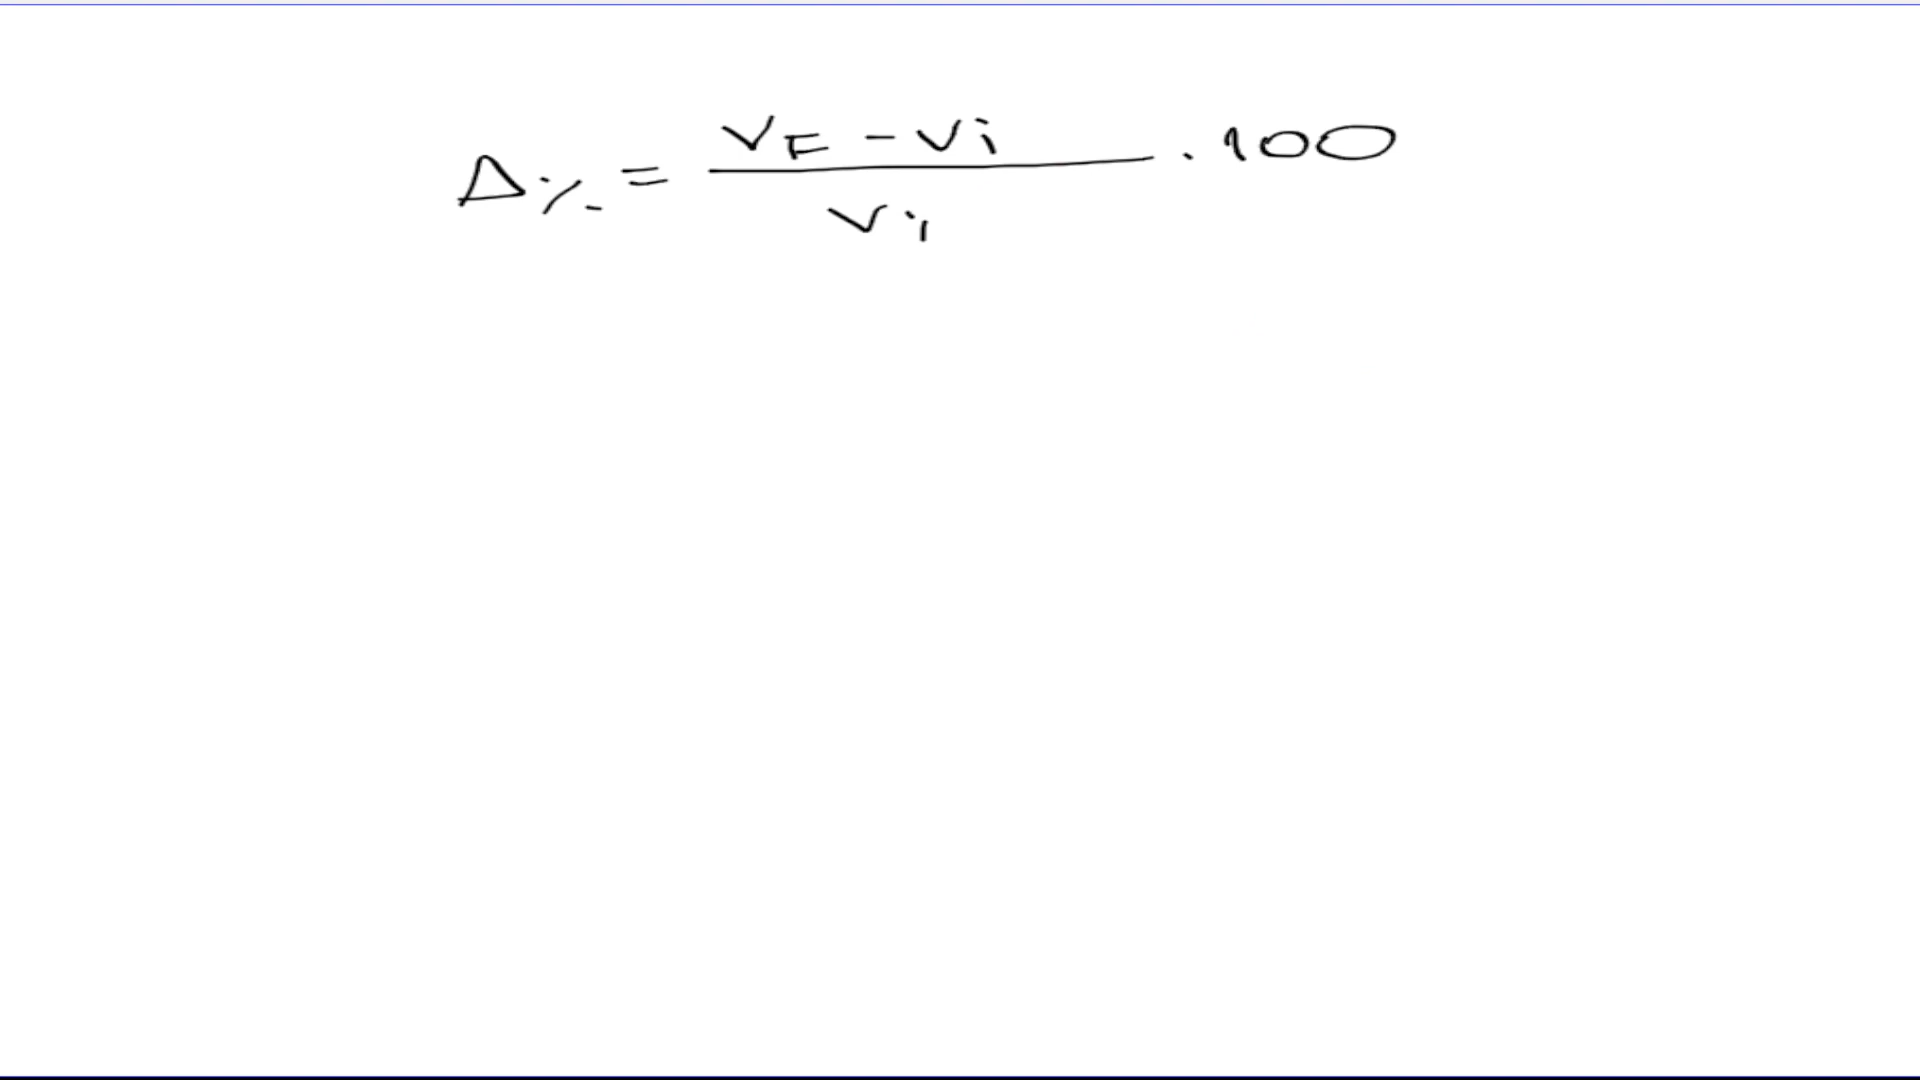 Δ% = (VF - Vi) / Vi . 100